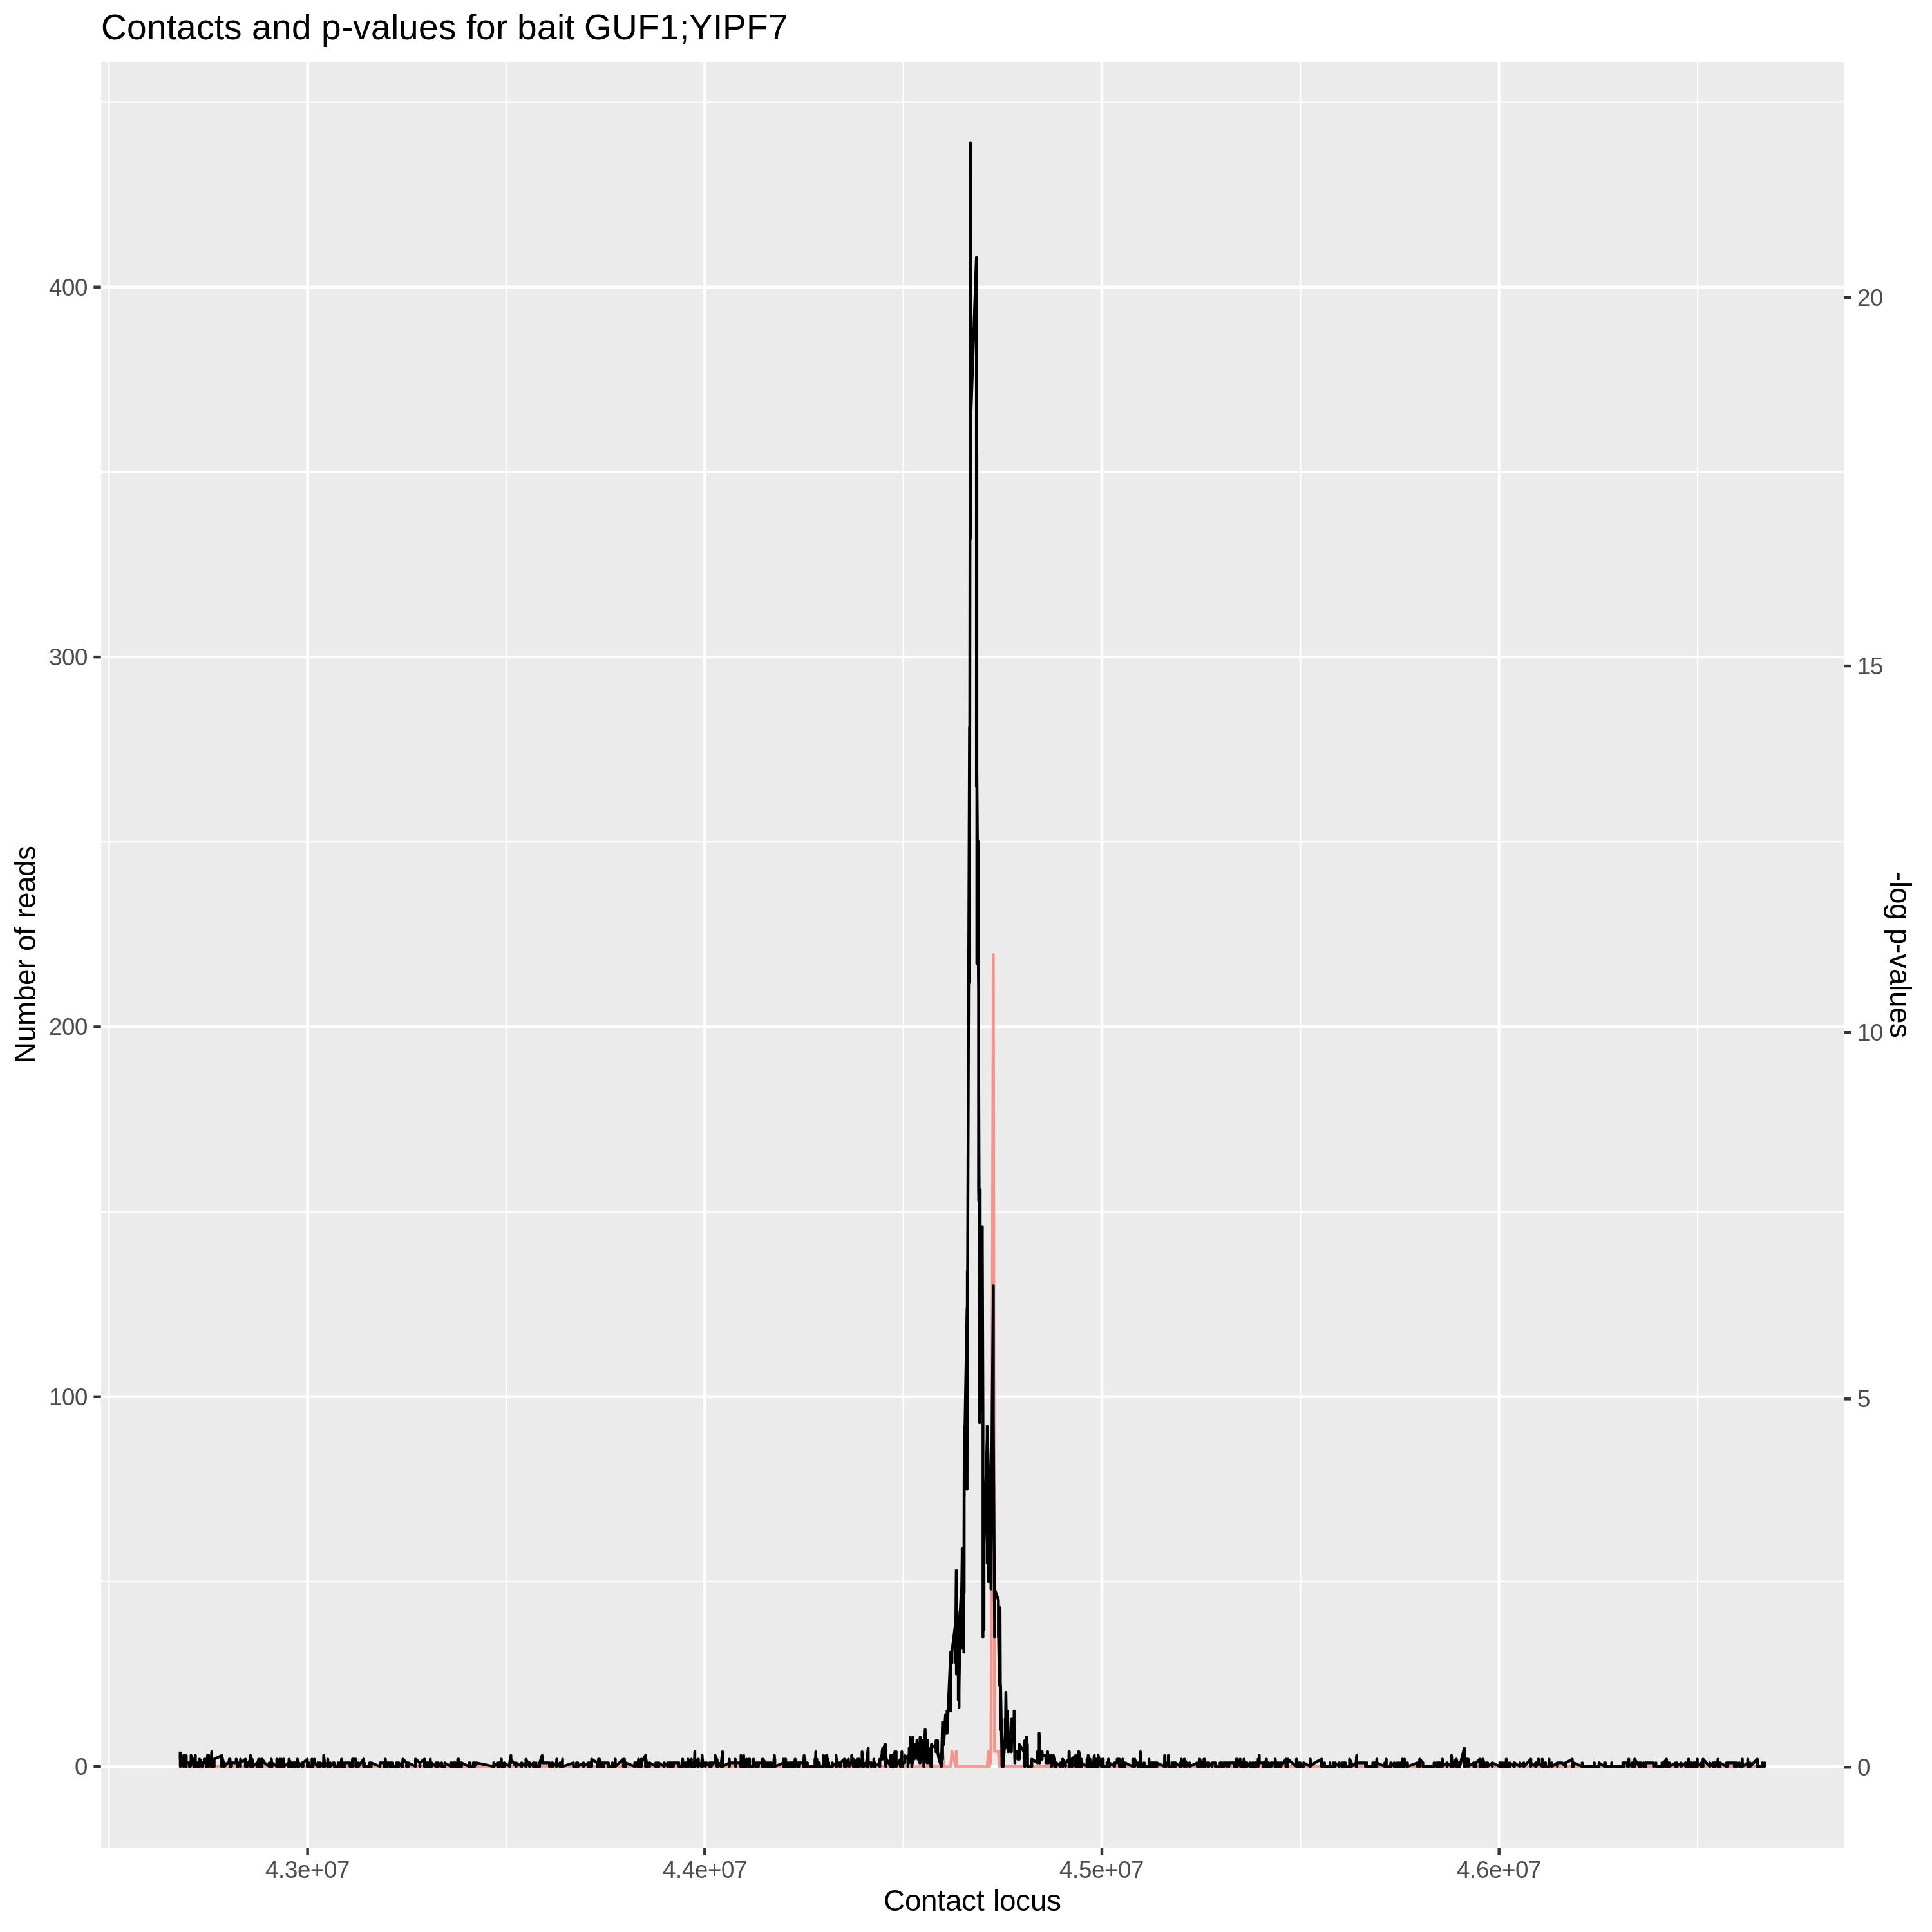 Contacts and p-values for bait GUF1;YIPF7
400
300
200
100
0
Number of reads
20
15
10
5
0
-log p-values
4.3e+07
4.4e+07
4.5e+07
4.6e+07
Contact locus